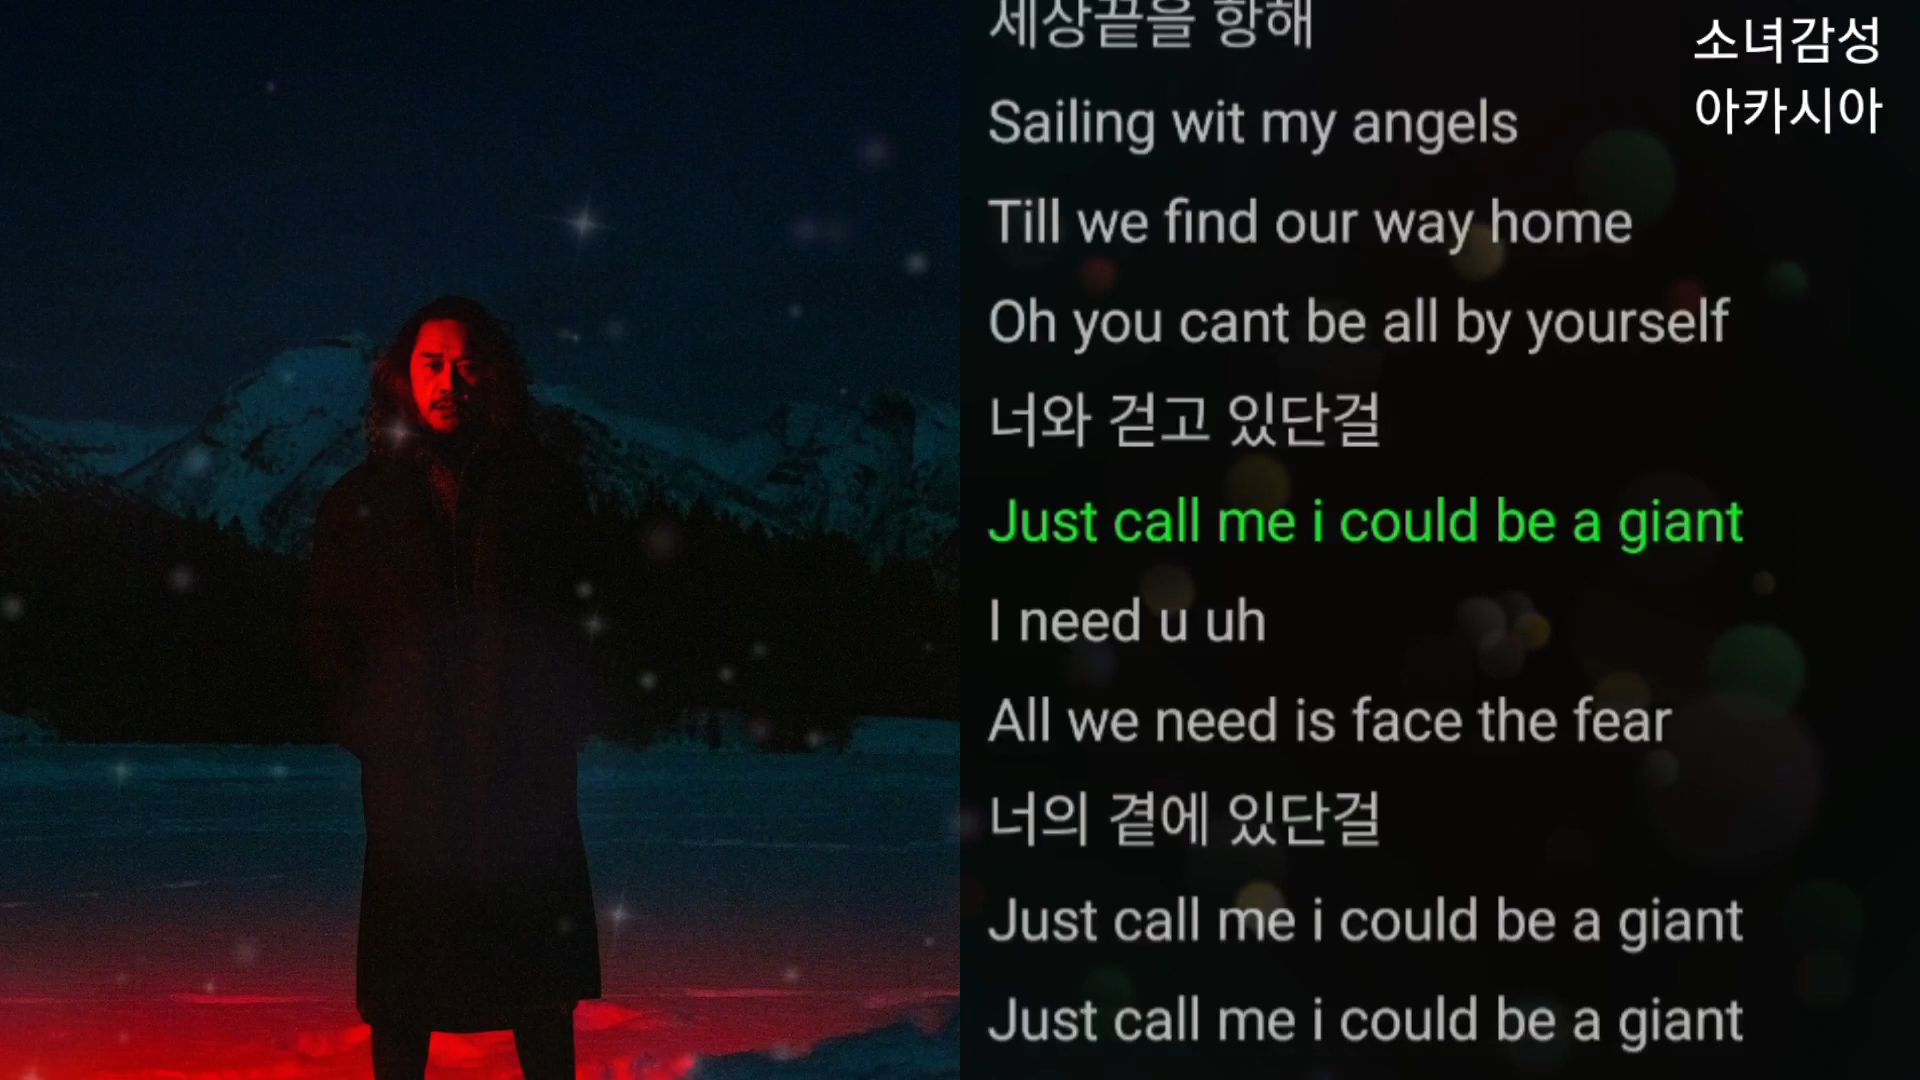 세상끝을 항해
소녀감성
아카시아
Sailing wit my angels
Till we find our way home
Oh you cant be all by yourself
너와 걷고 있단걸
Just call me i could be a giant
I need u uh
All we need is face the fear
너의 곁에 있단걸
Just call me i could be a giant
Just call me i could be a giant